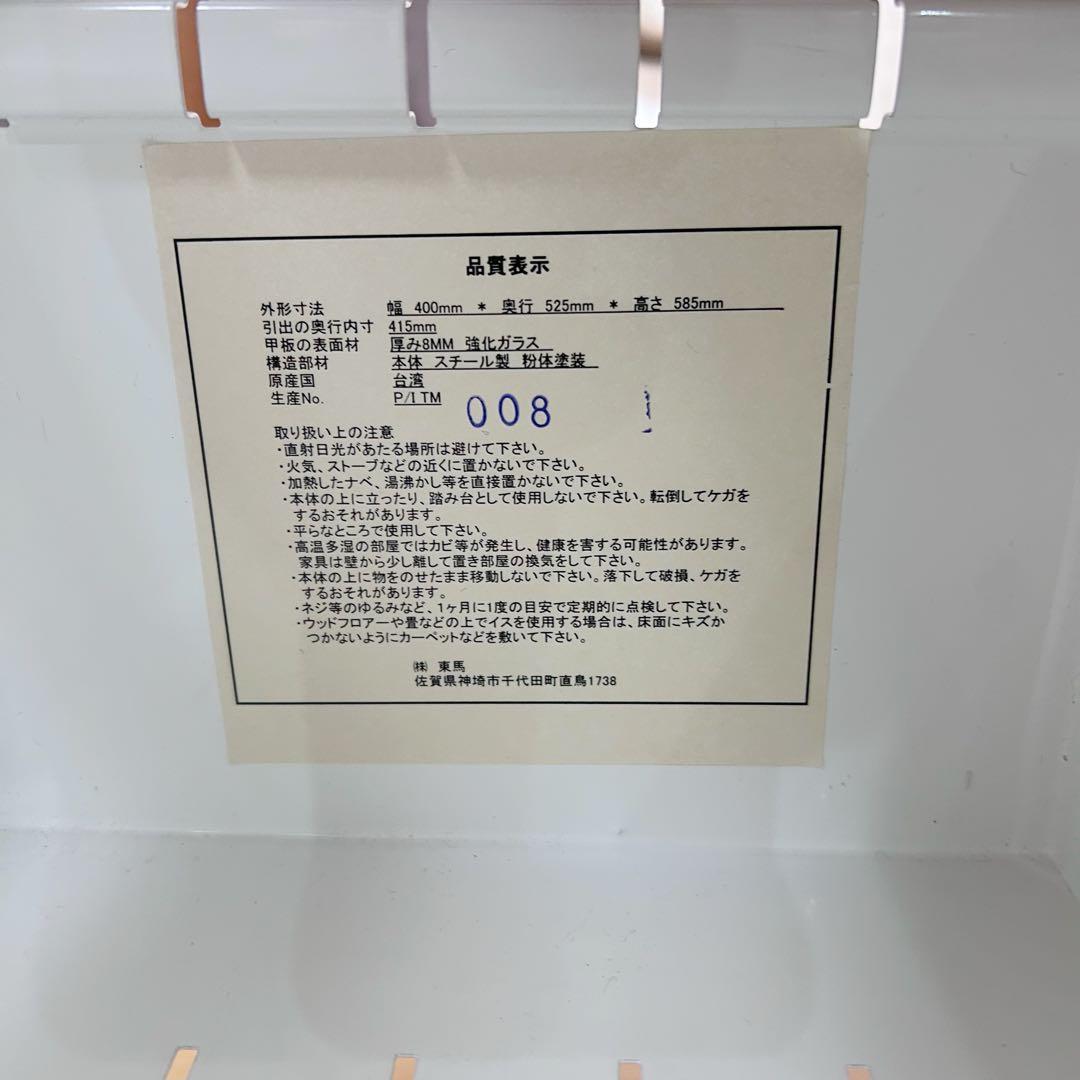 品質表示
外形寸法 幅 400mm * 奥行 525mm * 高さ 585mm
引出の奥行内寸 415mm
甲板の表面材 厚み8MM 強化ガラス
構造部材 本体 スチール製 粉体塗装
原産国 台湾
生産No. P/I TM 008
取り扱い上の注意
・直射日光があたる場所は避けて下さい。
・火気、ストーブなどの近くに置かないで下さい。
・加熱したナベ、湯沸かし等を直接置かないで下さい。
・本体の上に立ったり、踏み台として使用しないで下さい。転倒してケガを
するおそれがあります。
・平らなところで使用して下さい。
・高温多湿の部屋ではカビ等が発生し、健康を害する可能性があります。
家具は壁から少し離して置き部屋の換気をして下さい。
・本体の上に物をのせたまま移動しないで下さい。落下して破損、ケガを
するおそれがあります。
・ネジ等のゆるみなど、1ヶ月に1度の目安で定期的に点検して下さい。
・ウッドフロアーや畳などの上でイスを使用する場合は、床面にキズか
つかないようにカーペットなどを敷いて下さい。
㈱ 東馬
佐賀県神埼市千代田町直鳥1738